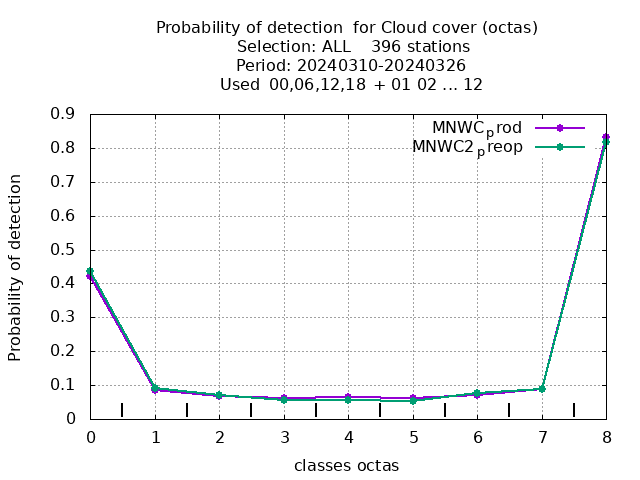 Probability of detection  for Cloud cover (octas)
Selection: ALL    396 stations
Period: 20240310-20240326
Used  00,06,12,18  + 01 02 ... 12
MNWCprod
MNWC2preop
0.9
0.8
0.7
0.6
0.5
0.4
0.3
0.2
0.1
0
Probability of detection
0 1 2 3 4 5 6 7 8
classes octas